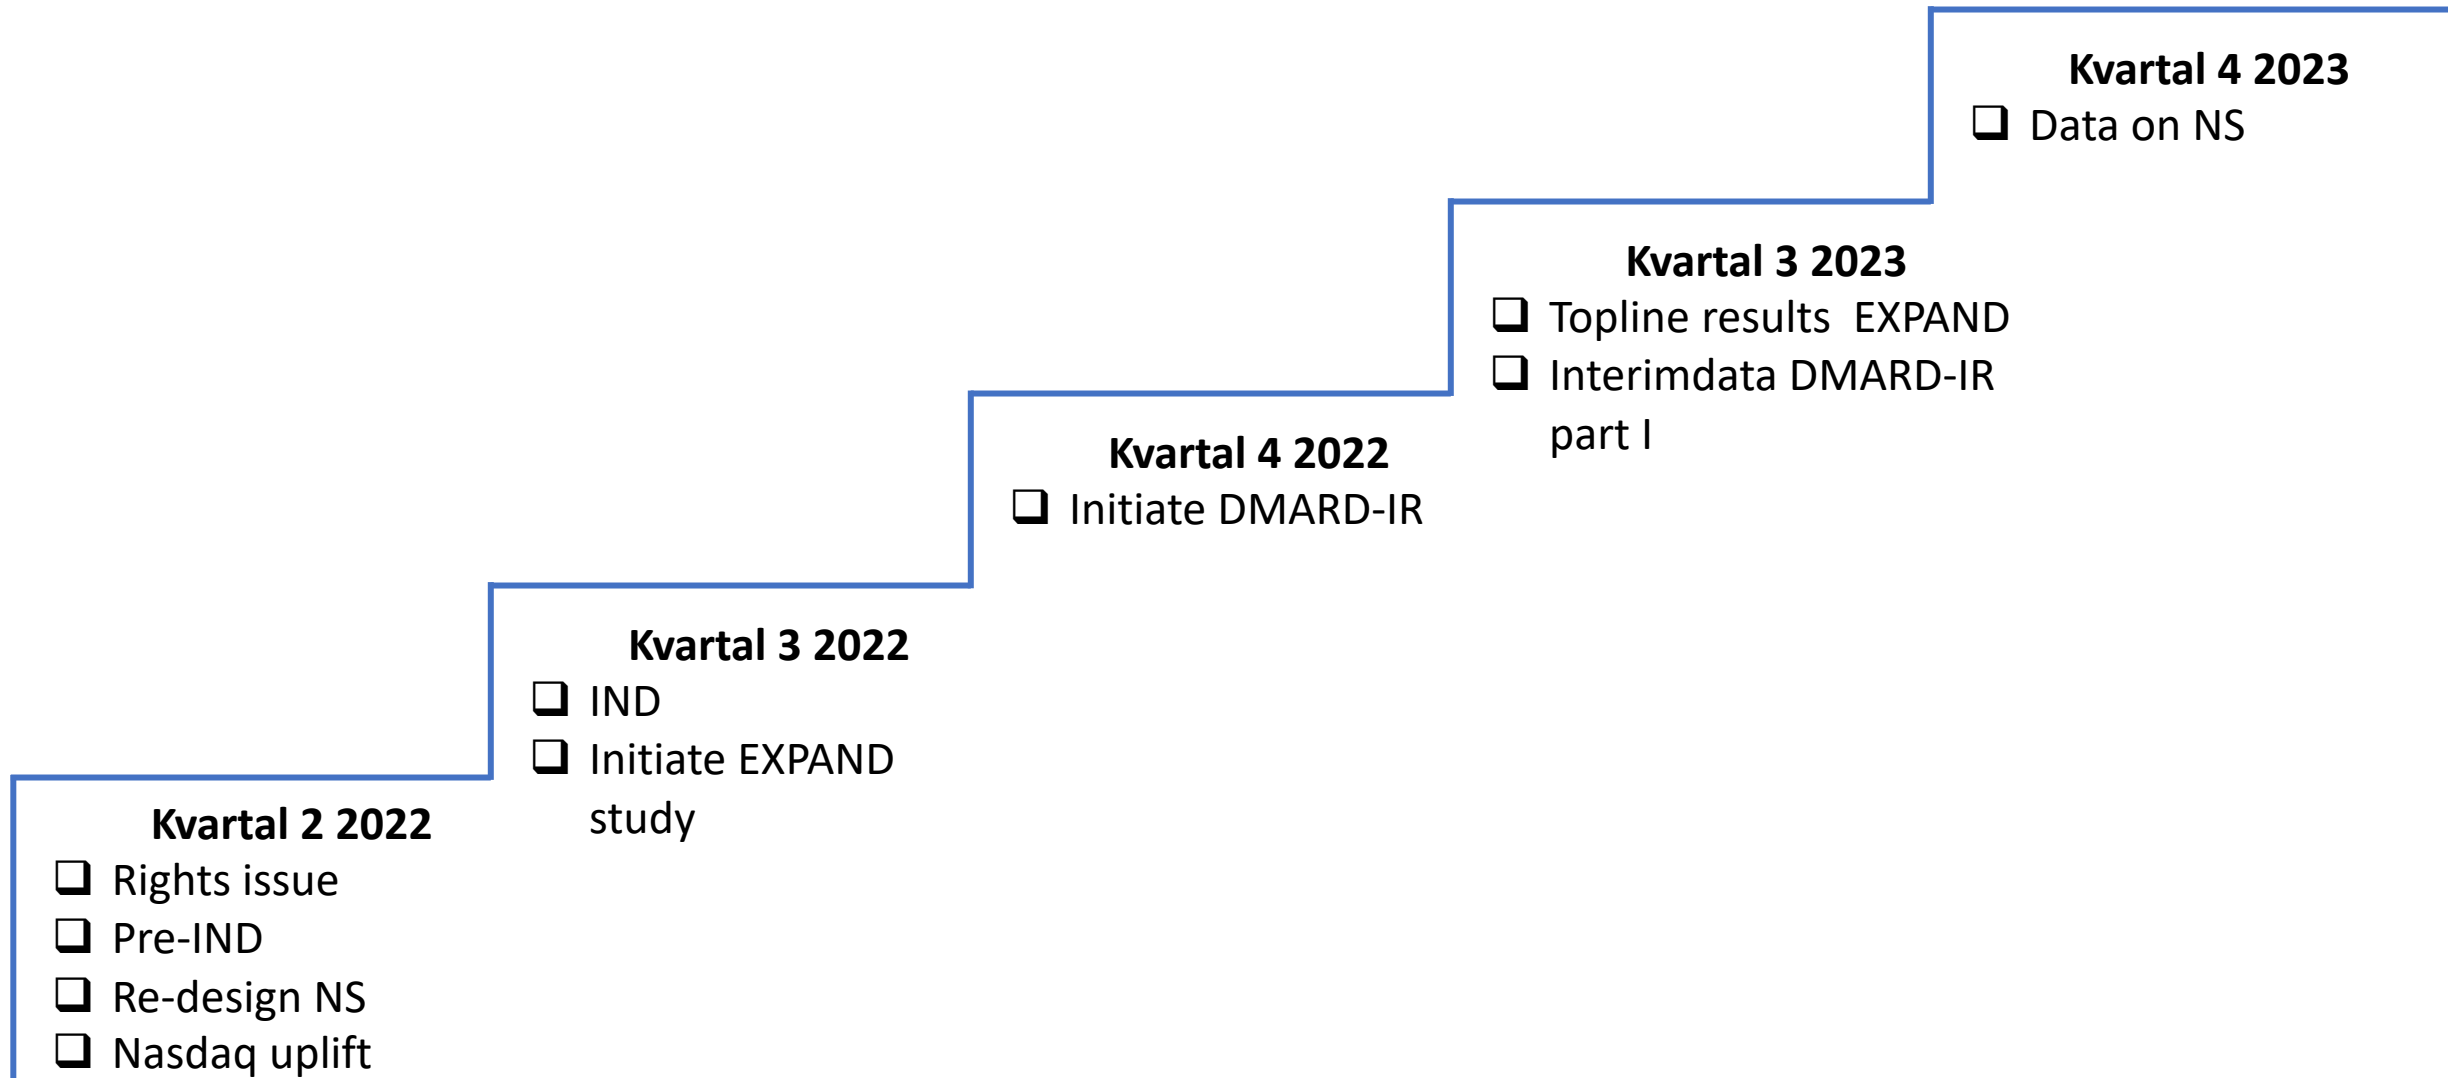 Kvartal 4 2023
Data on NS
Kvartal 3 2023
Topline results  EXPAND
Interimdata DMARD-IR
part I
Kvartal 4 2022
Initiate DMARD-IR
Kvartal 3 2022
IND
Initiate EXPAND
study
Kvartal 2 2022
Rights issue
Pre-IND
Re-design NS
Nasdaq uplift